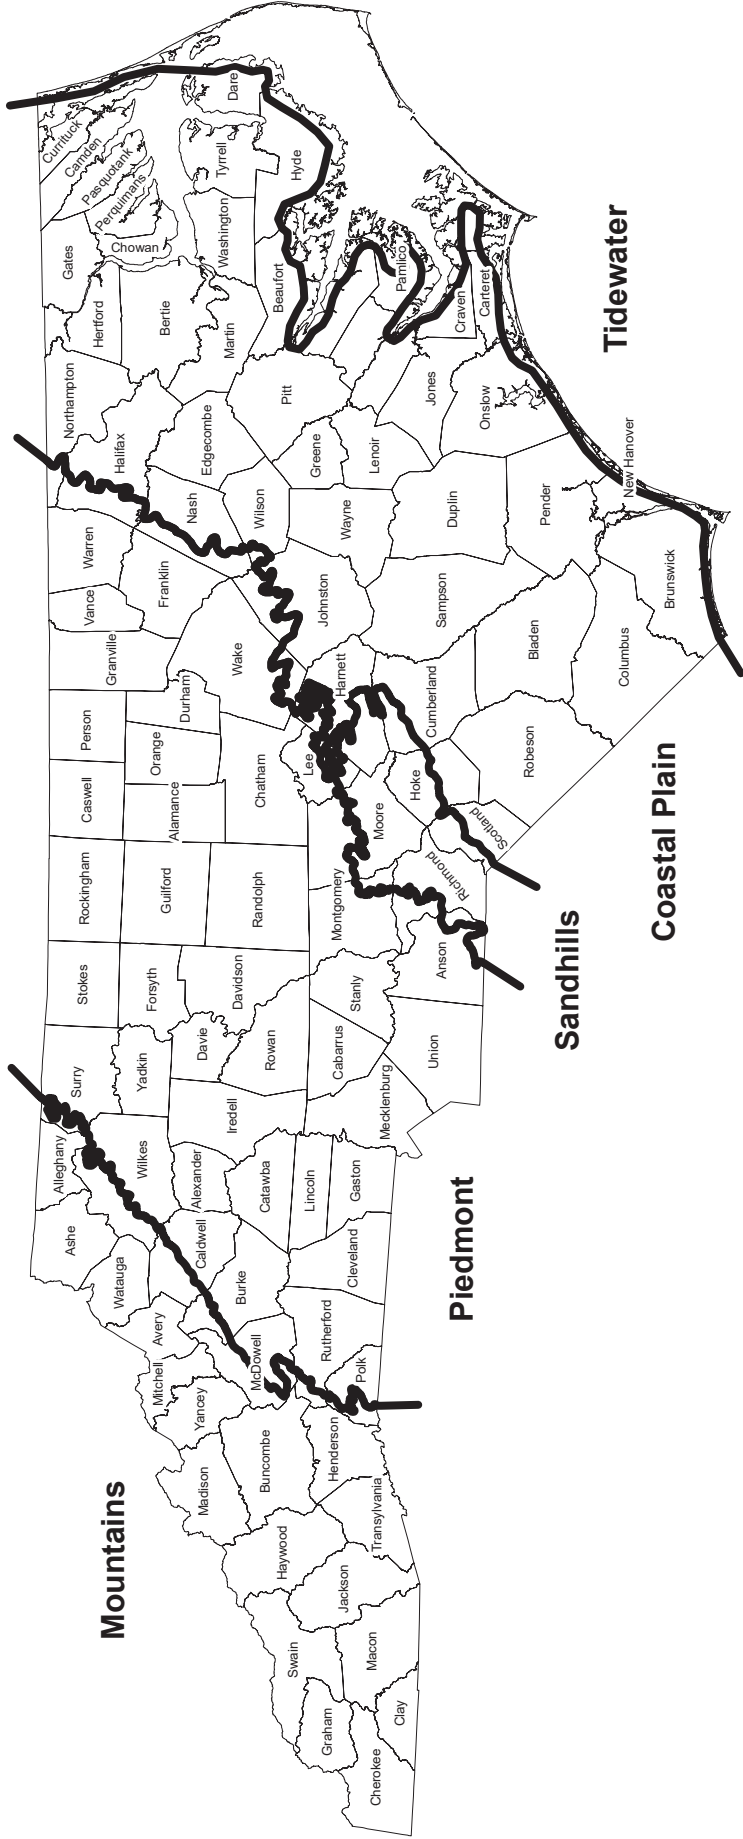 Mountains
Piedmont
Sandhills
Coastal Plain
Tidewater
Cherokee
Graham
Clay
Swain
Macon
Jackson
Haywood
Transylvania
Madison
Buncombe
Henderson
Yancey
Mitchell
Avery
McDowell
Polk
Rutherford
Watauga
Ashe
Alleghany
Wilkes
Caldwell
Burke
Cleveland
Alexander
Catawba
Lincoln
Gaston
Surry
Yadkin
Iredell
Davie
Rowan
Cabarrus
Mecklenburg
Stokes
Forsyth
Davidson
Stanly
Union
Anson
Rockingham
Guilford
Randolph
Montgomery
Richmond
Caswell
Alamance
Chatham
Moore
Scotland
Hoke
Lee
Person
Orange
Durham
Wake
Harnett
Cumberland
Robeson
Granville
Vance
Warren
Franklin
Johnston
Sampson
Bladen
Columbus
Brunswick
Halifax
Northampton
Nash
Wilson
Wayne
Duplin
Pender
New Hanover
Edgecombe
Greene
Lenoir
Pitt
Jones
Onslow
Hertford
Bertie
Martin
Beaufort
Craven
Carteret
Pamlico
Gates
Chowan
Washington
Perquimans
Pasquotank
Camden
Currituck
Tyrrell
Hyde
Dare